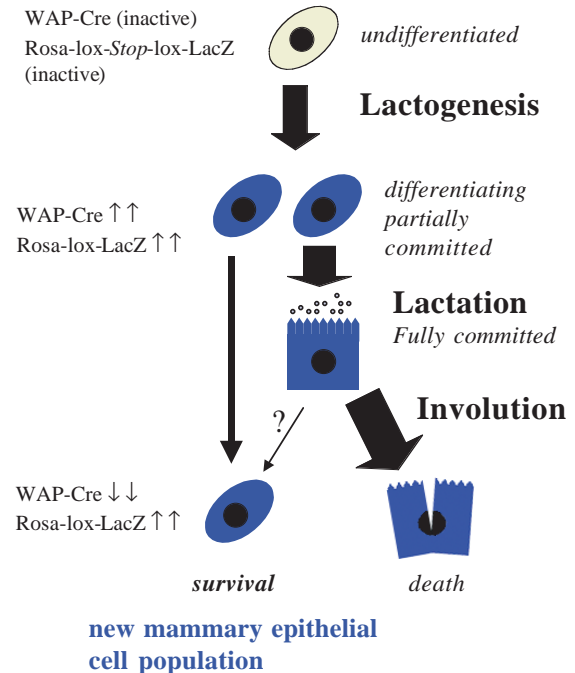 WAP-Cre (inactive)
Rosa-lox-Stop-lox-LacZ
(inactive)
undifferentiated
Lactogenesis
WAP-Cre ↑↑
Rosa-lox-LacZ ↑↑
differentiating
partially
committed
Lactation
Fully committed
Involution
?
WAP-Cre ↓↓
Rosa-lox-LacZ ↑↑
survival
death
new mammary epithelial
cell population